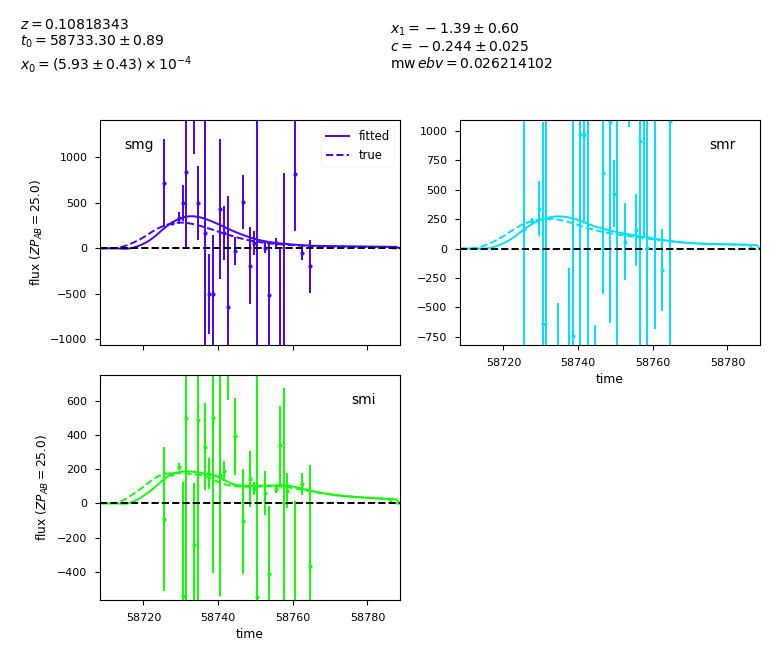 z = 0.10818343
t0 = 58733.30 ± 0.89
x0 = (5.93 ± 0.43) × 10^−4
x1 = −1.39 ± 0.60
c = −0.244 ± 0.025
mw ebv = 0.026214102
smg
fitted
true
1000
500
0
−500
−1000
flux (ZP_AB = 25.0)
smr
1000
750
500
250
0
−250
−500
−750
58720 58740 58760 58780
time
smi
600
400
200
0
−200
−400
flux (ZP_AB = 25.0)
58720 58740 58760 58780
time